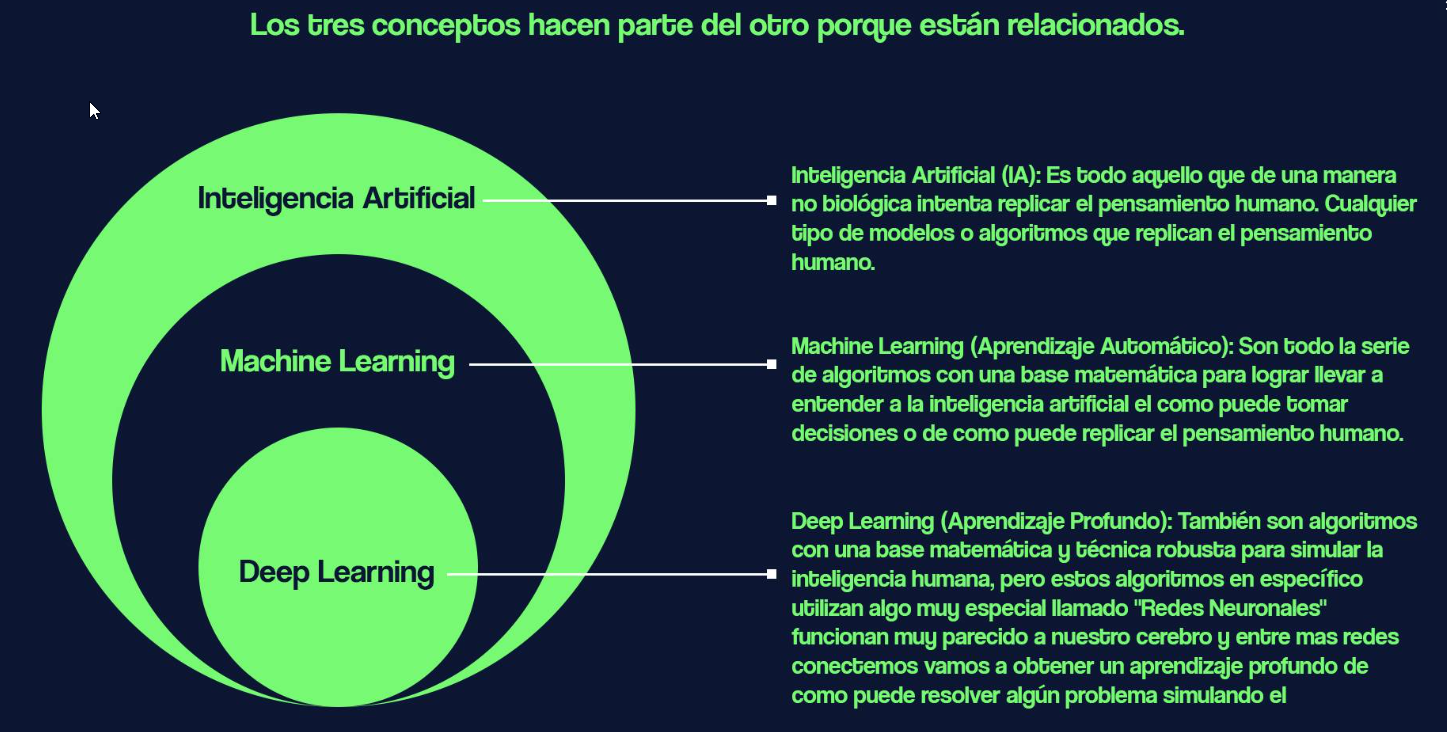 Los tres conceptos hacen parte del otro porque están relacionados.
Inteligencia Artificial
Inteligencia Artificial (IA): Es todo aquello que de una manera
no biológica intenta replicar el pensamiento humano. Cualquier
tipo de modelos o algoritmos que replican el pensamiento
humano.
Machine Learning
Machine Learning (Aprendizaje Automático): Son todo la serie
de algoritmos con una base matemática para lograr llevar a
entender a la inteligencia artificial el como puede tomar
decisiones o de como puede replicar el pensamiento humano.
Deep Learning
Deep Learning (Aprendizaje Profundo): También son algoritmos
con una base matemática y técnica robusta para simular la
inteligencia humana, pero estos algoritmos en específico
utilizan algo muy especial llamado "Redes Neuronales"
funcionan muy parecido a nuestro cerebro y entre mas redes
conectemos vamos a obtener un aprendizaje profundo de
como puede resolver algún problema simulando el